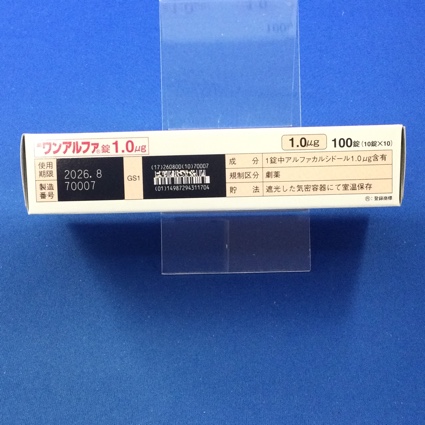 ワンアルファ錠 1.0μg
1.0μg 100錠(10錠×10)
使用期限 2026.8
製造番号 70007
GS1
(17)260800(10)70007
(01)14987294311704
成分 1錠中アルファカルシドール1.0μg含有
規制区分 劇薬
貯法 遮光した気密容器にて室温保存
Ⓡ:登録商標